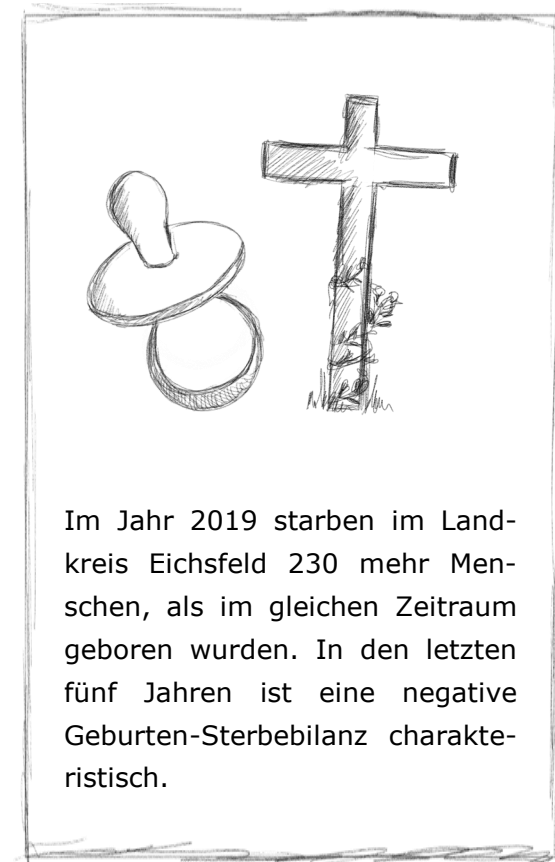 Im Jahr 2019 starben im Land-
kreis Eichsfeld 230 mehr Men-
schen, als im gleichen Zeitraum
geboren wurden. In den letzten
fünf Jahren ist eine negative
Geburten-Sterbebilanz charakte-
ristisch.